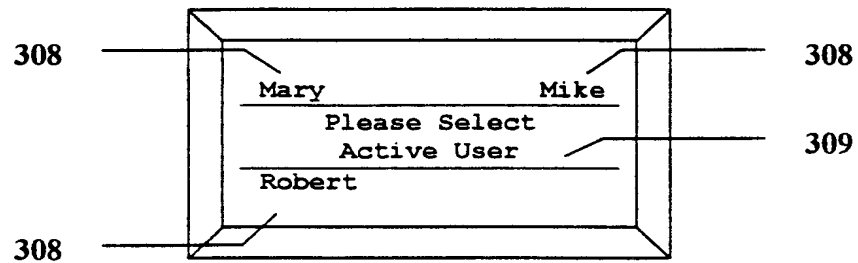 308 308
Mary Mike
Please Select
Active User
309
Robert
308